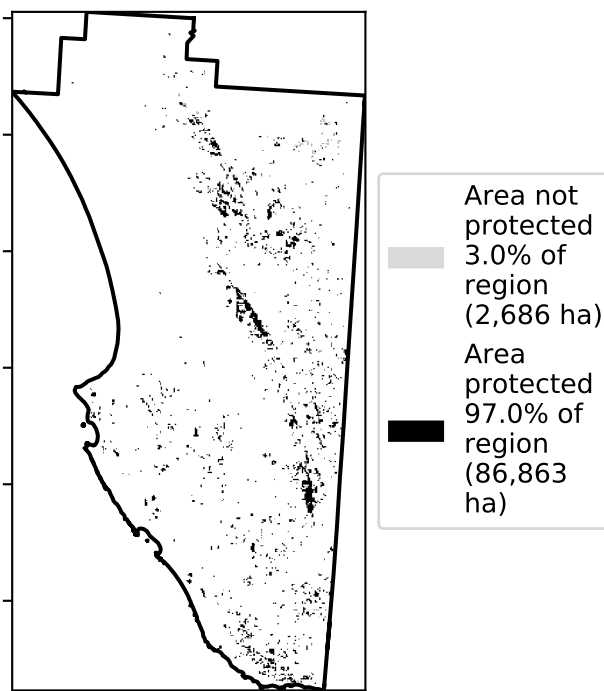 Area not
protected
3.0% of
region
(2,686 ha)
Area
protected
97.0% of
region
(86,863
ha)